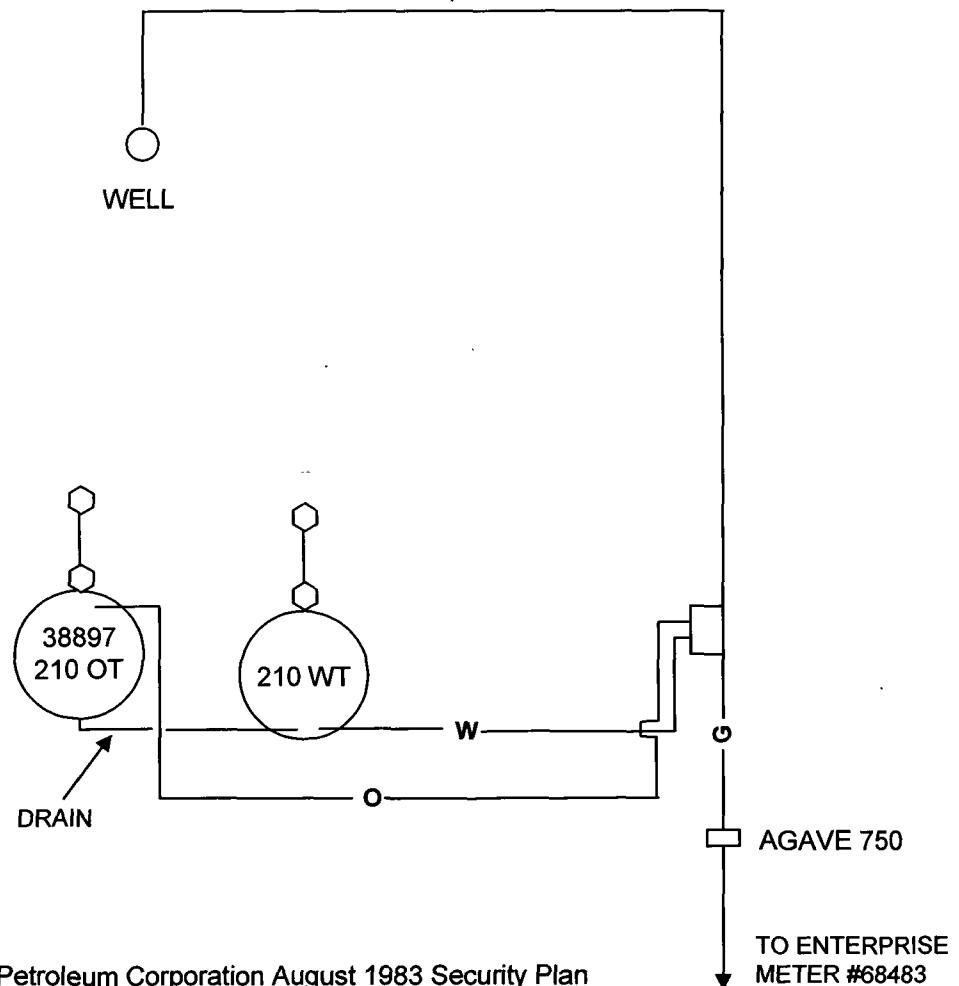 WELL
38897
210 OT
210 WT
W
G
O
DRAIN
AGAVE 750
TO ENTERPRISE
METER #68483
Petroleum Corporation August 1983 Security Plan